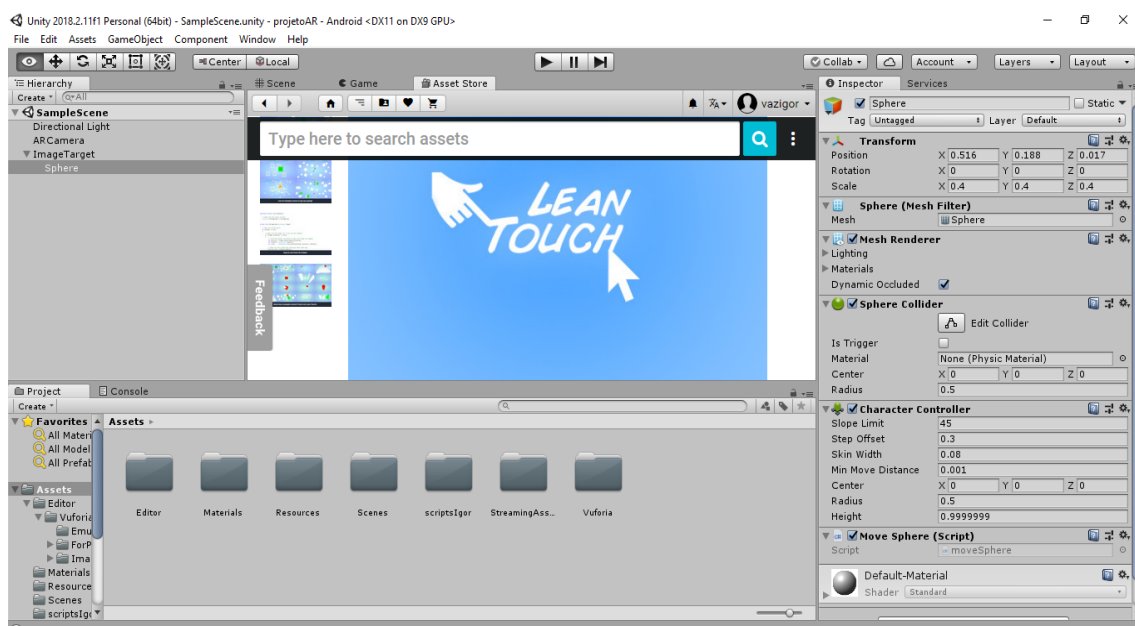 Unity 2018.2.11f1 Personal (64bit) - SampleScene.unity - projetoAR - Android <DX11 on DX9 GPU>
File Edit Assets GameObject Component Window Help
Center Local Collab Account Layers Layout
Hierarchy
Create All
SampleScene
Directional Light
ARCamera
ImageTarget
Sphere
Scene Game Asset Store
vazigor
Type here to search assets
LEAN
TOUCH
Feedback
Project Console
Create
Favorites
All Materi
All Model
All Prefab
Assets
Editor
Vuforia
Emu
ForP
Ima
Materials
Resource
Scenes
scriptsIgo
Assets
Editor Materials Resources Scenes scriptsIgor StreamingAss... Vuforia
Inspector Services
Sphere Static
Tag Untagged Layer Default
Transform
Position X 0.516 Y 0.188 Z 0.017
Rotation X 0 Y 0 Z 0
Scale X 0.4 Y 0.4 Z 0.4
Sphere (Mesh Filter)
Mesh Sphere
Mesh Renderer
Lighting
Materials
Dynamic Occluded
Sphere Collider
Edit Collider
Is Trigger
Material None (Physic Material)
Center X 0 Y 0 Z 0
Radius 0.5
Character Controller
Slope Limit 45
Step Offset 0.3
Skin Width 0.08
Min Move Distance 0.001
Center X 0 Y 0 Z 0
Radius 0.5
Height 0.9999999
Move Sphere (Script)
Script moveSphere
Default-Material
Shader Standard